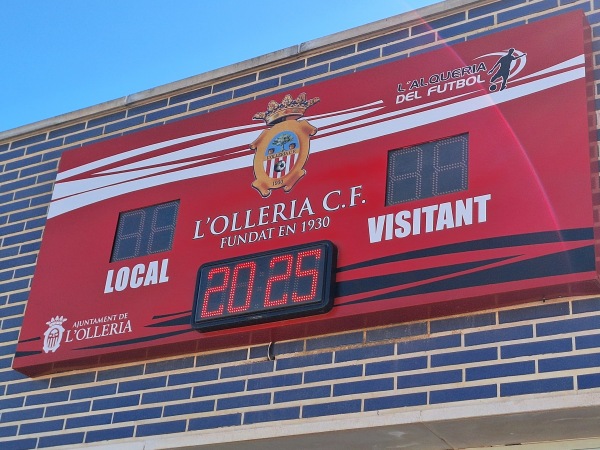 L'ALQUERIA
DEL FUTBOL
L'OLLERIA C.F.
FUNDAT EN 1930
LOCAL
VISITANT
20:25
AJUNTAMENT DE
L'OLLERIA